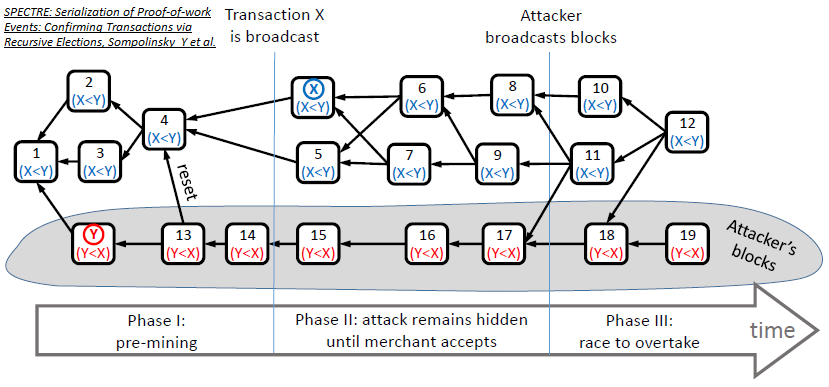 SPECTRE: Serialization of Proof-of-work
Events: Confirming Transactions via
Recursive Elections, Sompolinsky Y et al.
Transaction X
is broadcast
Attacker
broadcasts blocks
2
(X<Y)
X
(X<Y)
6
(X<Y)
8
(X<Y)
10
(X<Y)
4
(X<Y)
12
(X<Y)
1
(X<Y)
3
(X<Y)
5
(X<Y)
7
(X<Y)
9
(X<Y)
11
(X<Y)
reset
Y
(Y<X)
13
(Y<X)
14
(Y<X)
15
(Y<X)
16
(Y<X)
17
(Y<X)
18
(Y<X)
19
(Y<X)
Attacker's
blocks
Phase I:
pre-mining
Phase II: attack remains hidden
until merchant accepts
Phase III:
race to overtake
time